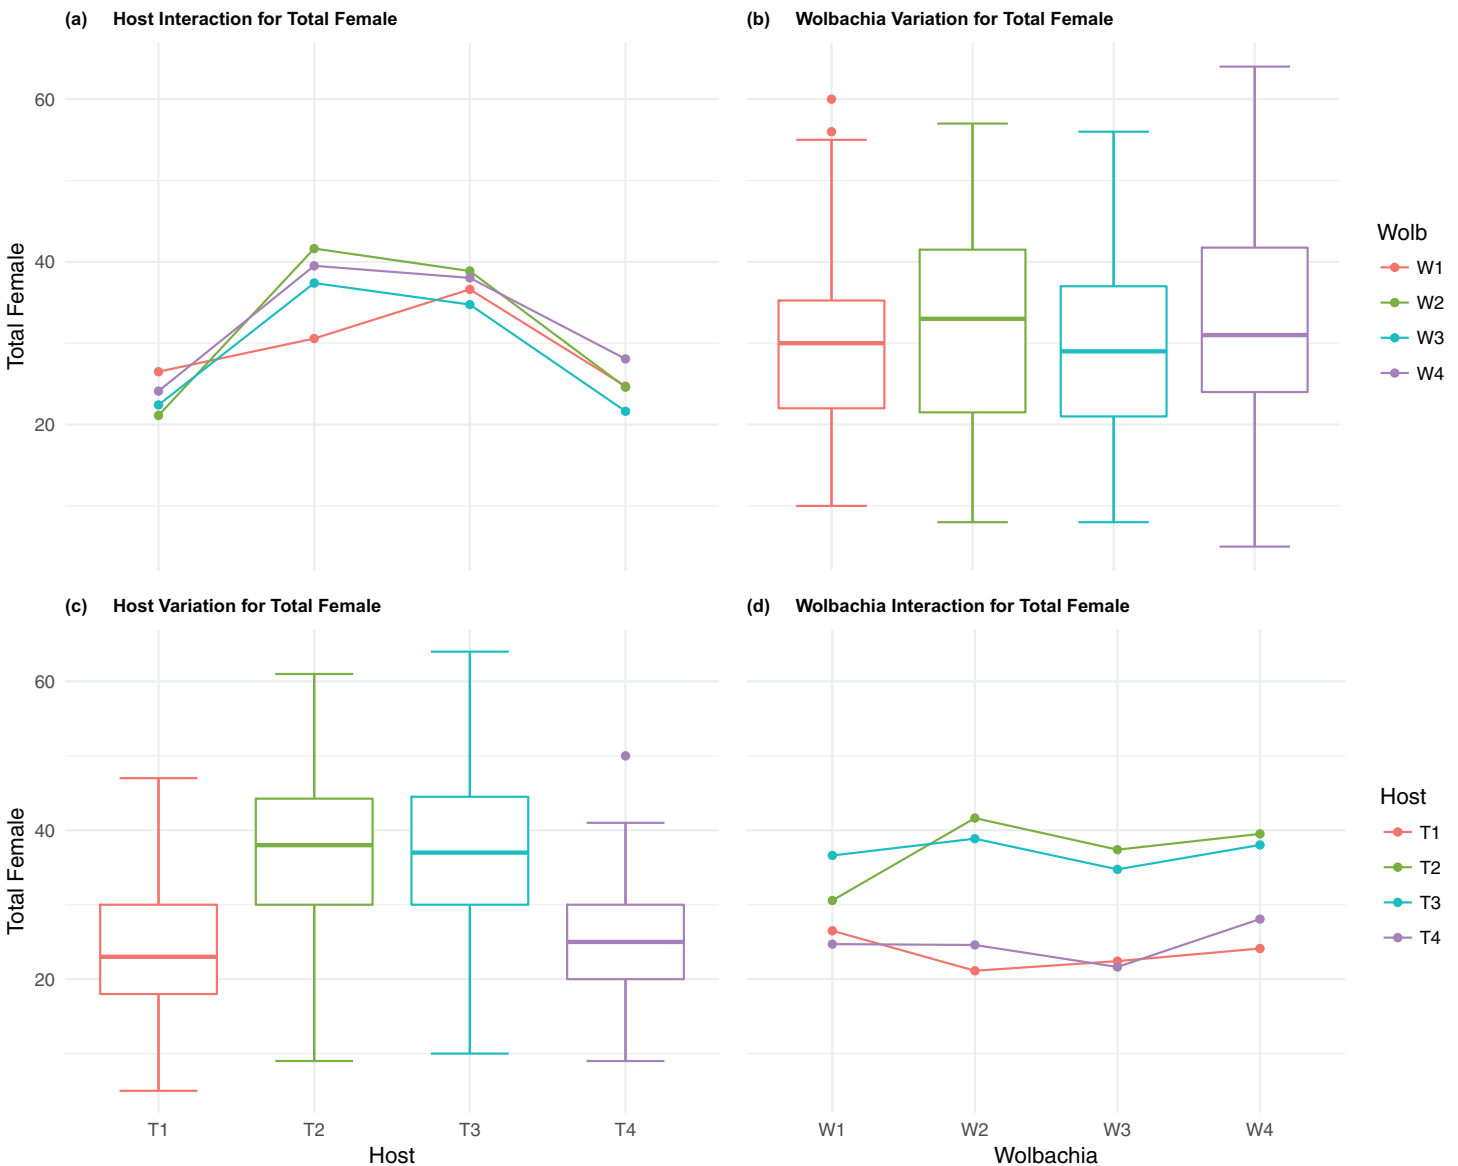 (a) Host Interaction for Total Female
(b) Wolbachia Variation for Total Female
60
40
20
Total Female
Wolb
W1
W2
W3
W4
(c) Host Variation for Total Female
(d) Wolbachia Interaction for Total Female
60
40
20
Total Female
T1 T2 T3 T4
Host
W1 W2 W3 W4
Wolbachia
Host
T1
T2
T3
T4